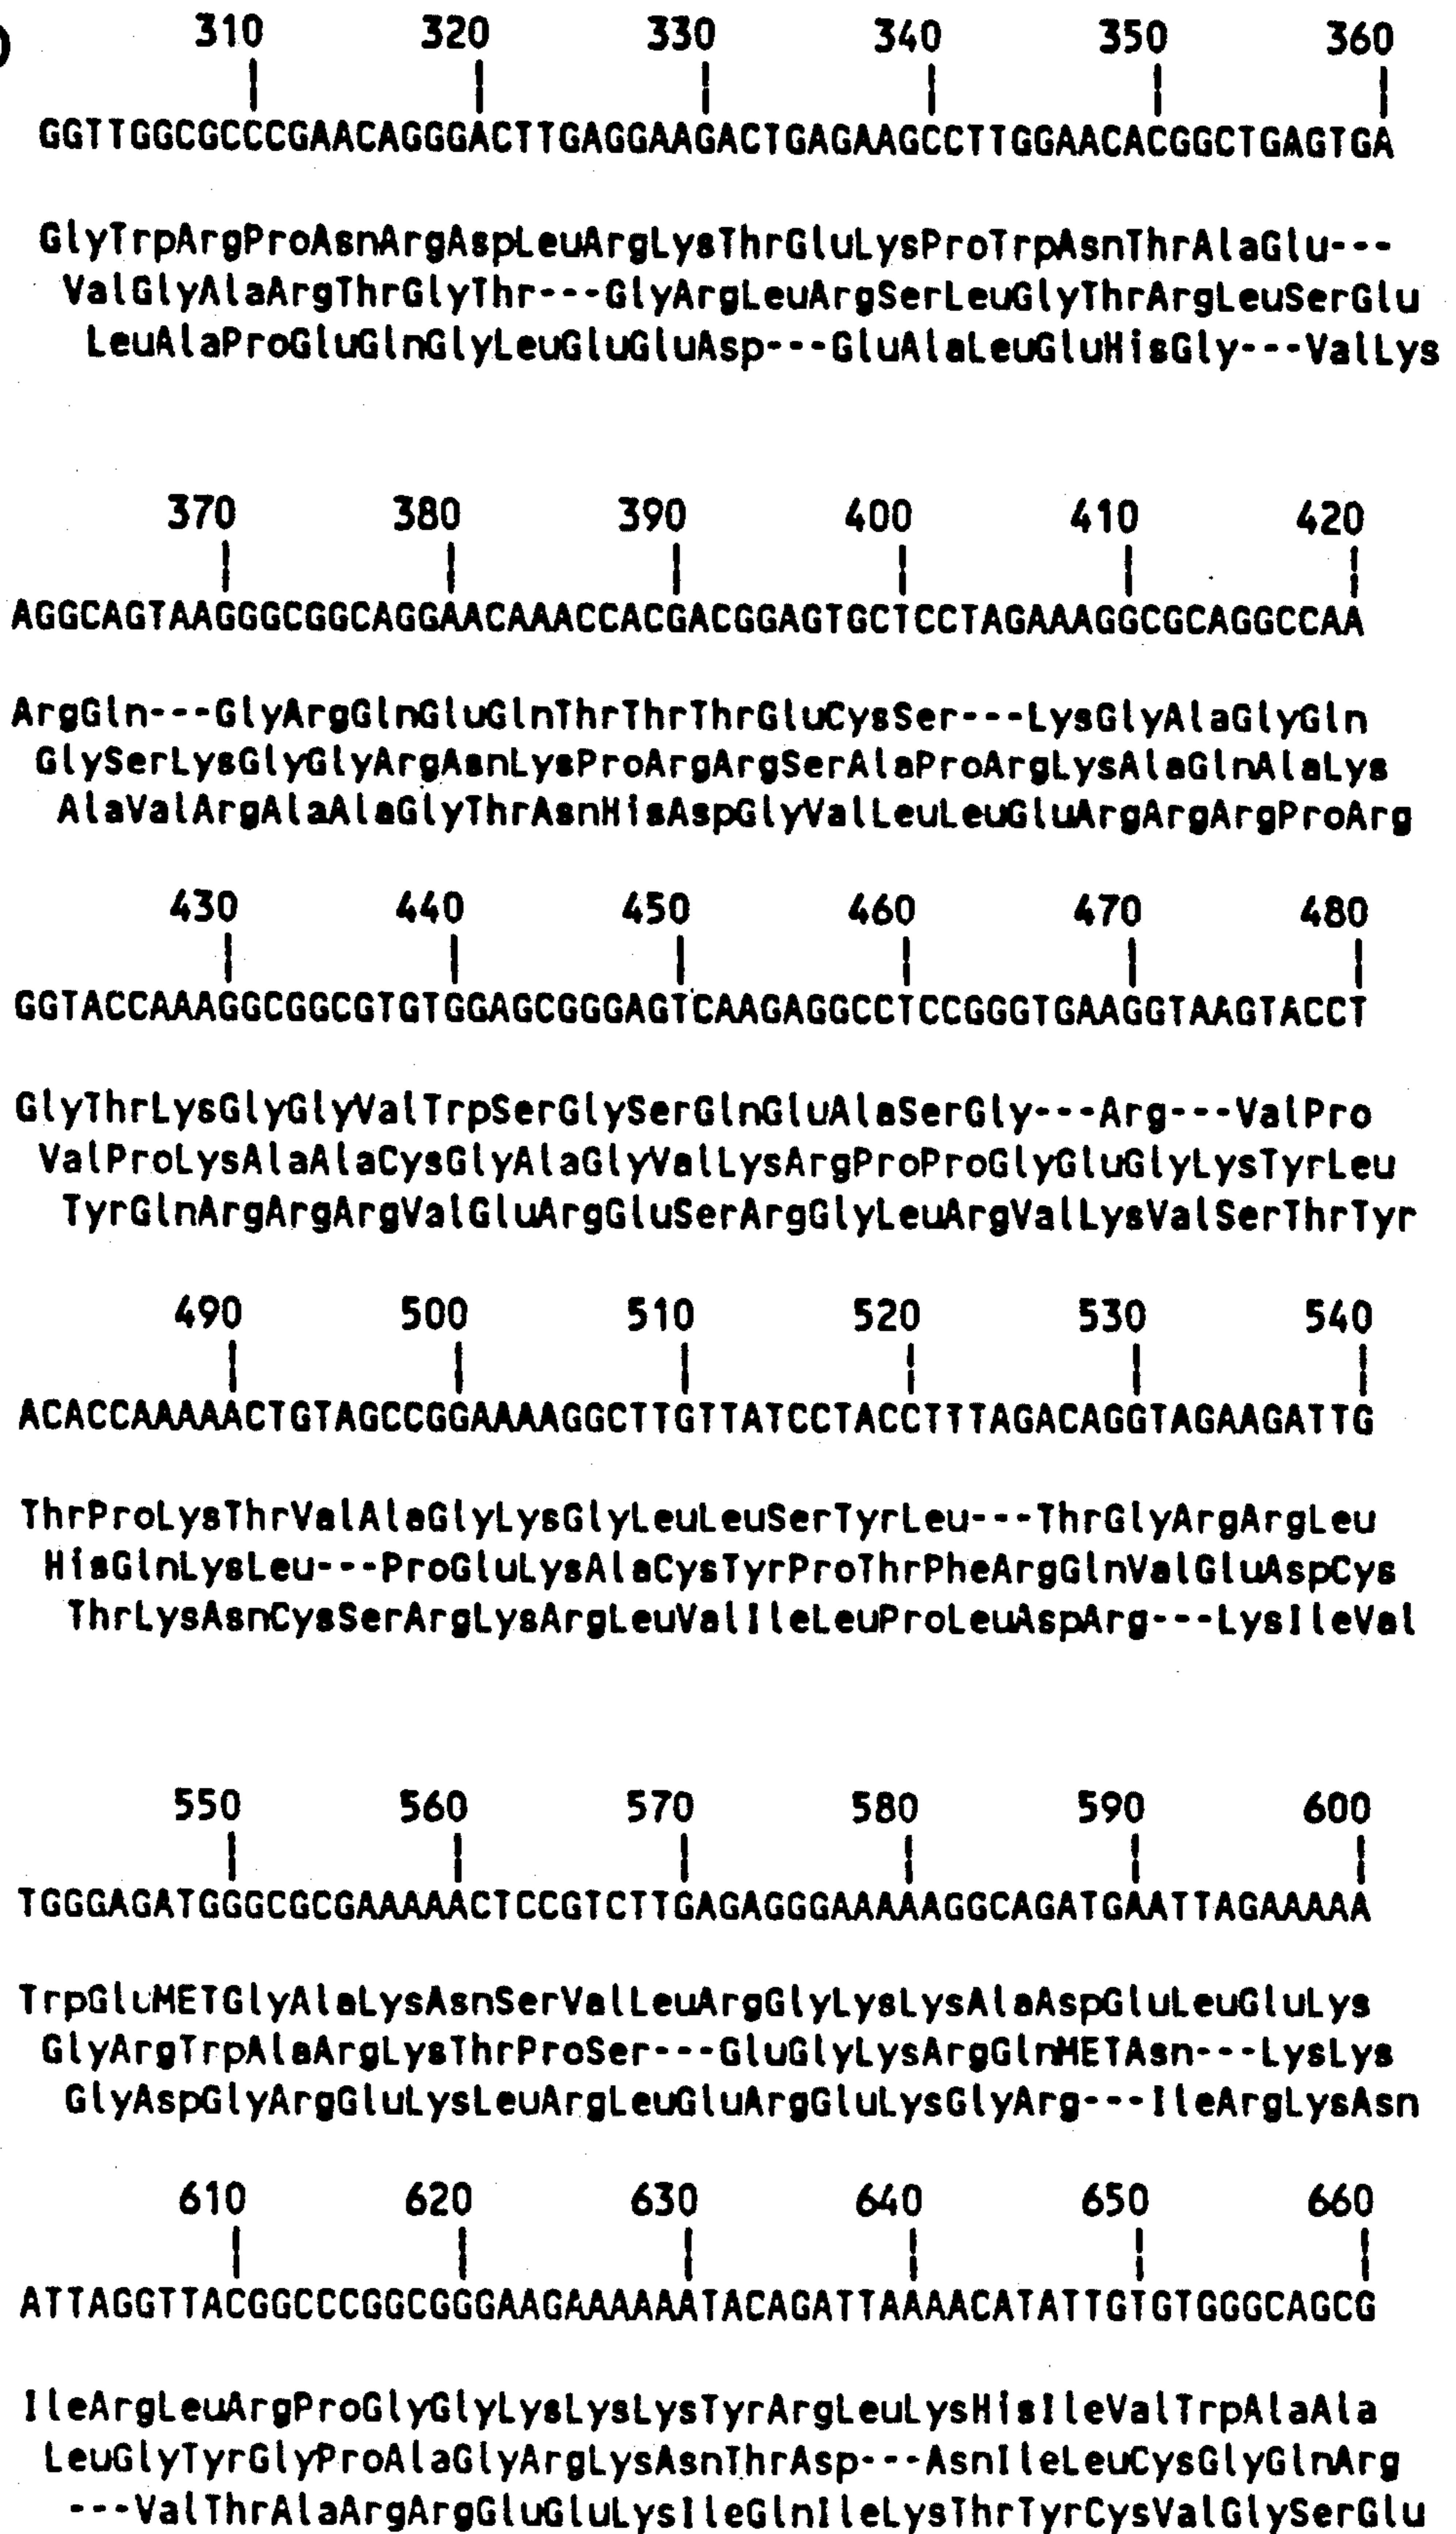 )
310 320 330 340 350 360
GGTTGGCGCCCGAACAGGGACTTGAGGAAGACTGAGAAGCCTTGGAACACGGCTGAGTGA
GlyTrpArgProAsnArgAspLeuArgLysThrGluLysProTrpAsnThrAlaGlu---
ValGlyAlaArgThrGlyThr---GlyArgLeuArgSerLeuGlyThrArgLeuSerGlu
LeuAlaProGluGlnGlyLeuGluGluAsp---GluAlaLeuGluHisGly---ValLys
370 380 390 400 410 420
AGGCAGTAAGGGCGGCAGGAACAAACCACGACGGAGTGCTCCTAGAAAGGCGCAGGCCAA
ArgGln---GlyArgGlnGluGlnThrThrThrGluCysSer---LysGlyAlaGlyGln
GlySerLysGlyGlyArgAsnLysProArgArgSerAlaProArgLysAlaGlnAlaLys
AlaValArgAlaAlaGlyThrAsnHisAspGlyValLeuLeuGluArgArgArgProArg
430 440 450 460 470 480
GGTACCAAAGGCGGCGTGTGGAGCGGGAGTCAAGAGGCCTCCGGGTGAAGGTAAGTACCT
GlyThrLysGlyGlyValTrpSerGlySerGlnGluAlaSerGly---Arg---ValPro
ValProLysAlaAlaCysGlyAlaGlyValLysArgProProGlyGluGlyLysTyrLeu
TyrGlnArgArgArgValGluArgGluSerArgGlyLeuArgValLysValSerThrTyr
490 500 510 520 530 540
ACACCAAAAACTGTAGCCGGAAAAGGCTTGTTATCCTACCTTTAGACAGGTAGAAGATTG
ThrProLysThrValAlaGlyLysGlyLeuLeuSerTyrLeu---ThrGlyArgArgLeu
HisGlnLysLeu---ProGluLysAlaCysTyrProThrPheArgGlnValGluAspCys
ThrLysAsnCysSerArgLysArgLeuValIleLeuProLeuAspArg---LysIleVal
550 560 570 580 590 600
TGGGAGATGGGCGCGAAAAACTCCGTCTTGAGAGGGAAAAAGGCAGATGAATTAGAAAAA
TrpGluMETGlyAlaLysAsnSerValLeuArgGlyLysLysAlaAspGluLeuGluLys
GlyArgTrpAlaArgLysThrProSer---GluGlyLysArgGlnMETAsn---LysLys
GlyAspGlyArgGluLysLeuArgLeuGluArgGluLysGlyArg---IleArgLysAsn
610 620 630 640 650 660
ATTAGGTTACGGCCCGGCGGGAAGAAAAAATACAGATTAAAACATATTGTGTGGGCAGCG
IleArgLeuArgProGlyGlyLysLysLysTyrArgLeuLysHisIleValTrpAlaAla
LeuGlyTyrGlyProAlaGlyArgLysAsnThrAsp---AsnIleLeuCysGlyGlnArg
---ValThrAlaArgArgGluGluLysIleGlnIleLysThrTyrCysValGlySerGlu